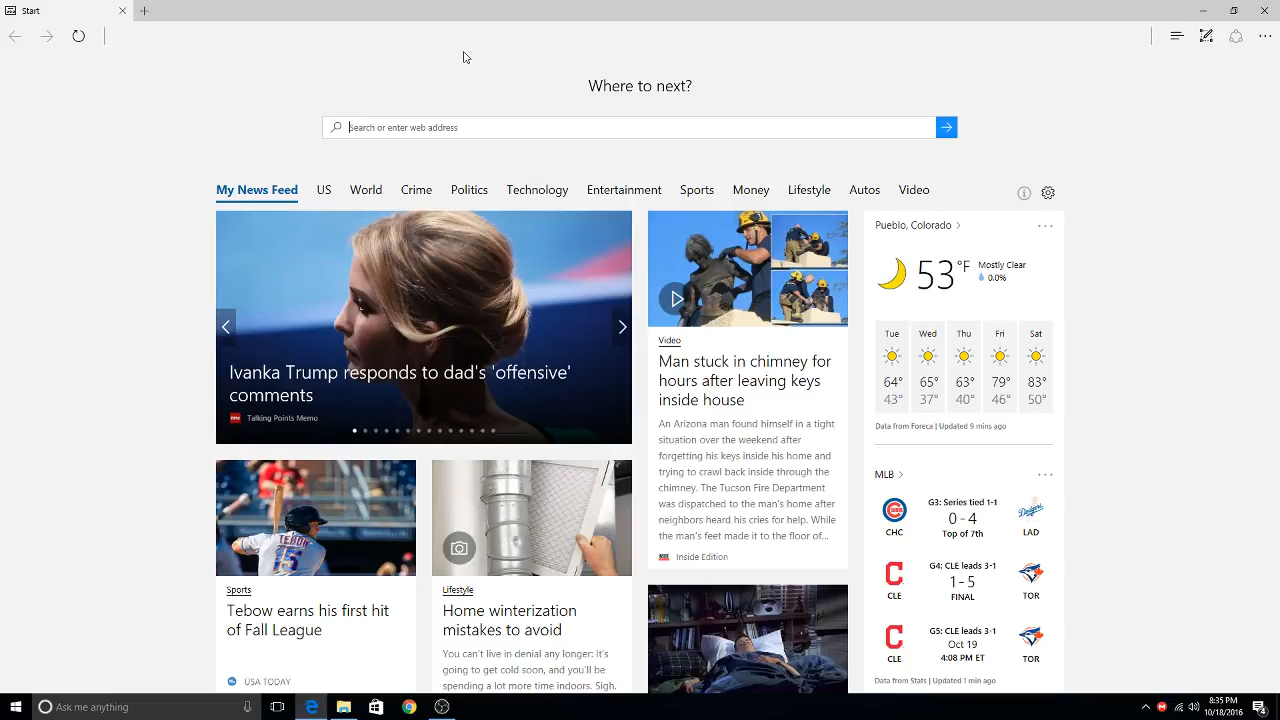 Start
Where to next?
Search or enter web address
My News Feed
US
World
Crime
Politics
Technology
Entertainment
Sports
Money
Lifestyle
Autos
Video
Ivanka Trump responds to dad's 'offensive'
comments
Talking Points Memo
Video
Man stuck in chimney for
hours after leaving keys
inside house
An Arizona man found himself in a tight
situation over the weekend after
forgetting his keys inside his home and
trying to crawl back inside through the
chimney. The Tucson Fire Department
was dispatched to the man's home after
neighbors heard his cries for help. While
the man's feet made it to the floor of...
Inside Edition
Pueblo, Colorado
53°F
Mostly Clear
0.0%
Tue Wed Thu Fri Sat
64° 65° 63° 79° 83°
43° 37° 40° 46° 50°
Data from Foreca | Updated 9 mins ago
MLB
G3: Series tied 1-1
0 - 4
Top of 7th
CHC
LAD
G4: CLE leads 3-1
1 - 5
FINAL
CLE
TOR
G5: CLE leads 3-1
Oct 19
4:08 PM ET
CLE
TOR
Data from Stats | Updated 1 min ago
TEBOW
15
Sports
Tebow earns his first hit
of Fall League
USA TODAY
Lifestyle
Home winterization
mistakes to avoid
You can't live in denial any longer: It's
going to get cold soon, and you'll be
spending a lot more time indoors. Sigh.
Ask me anything
8:35 PM
10/18/2016